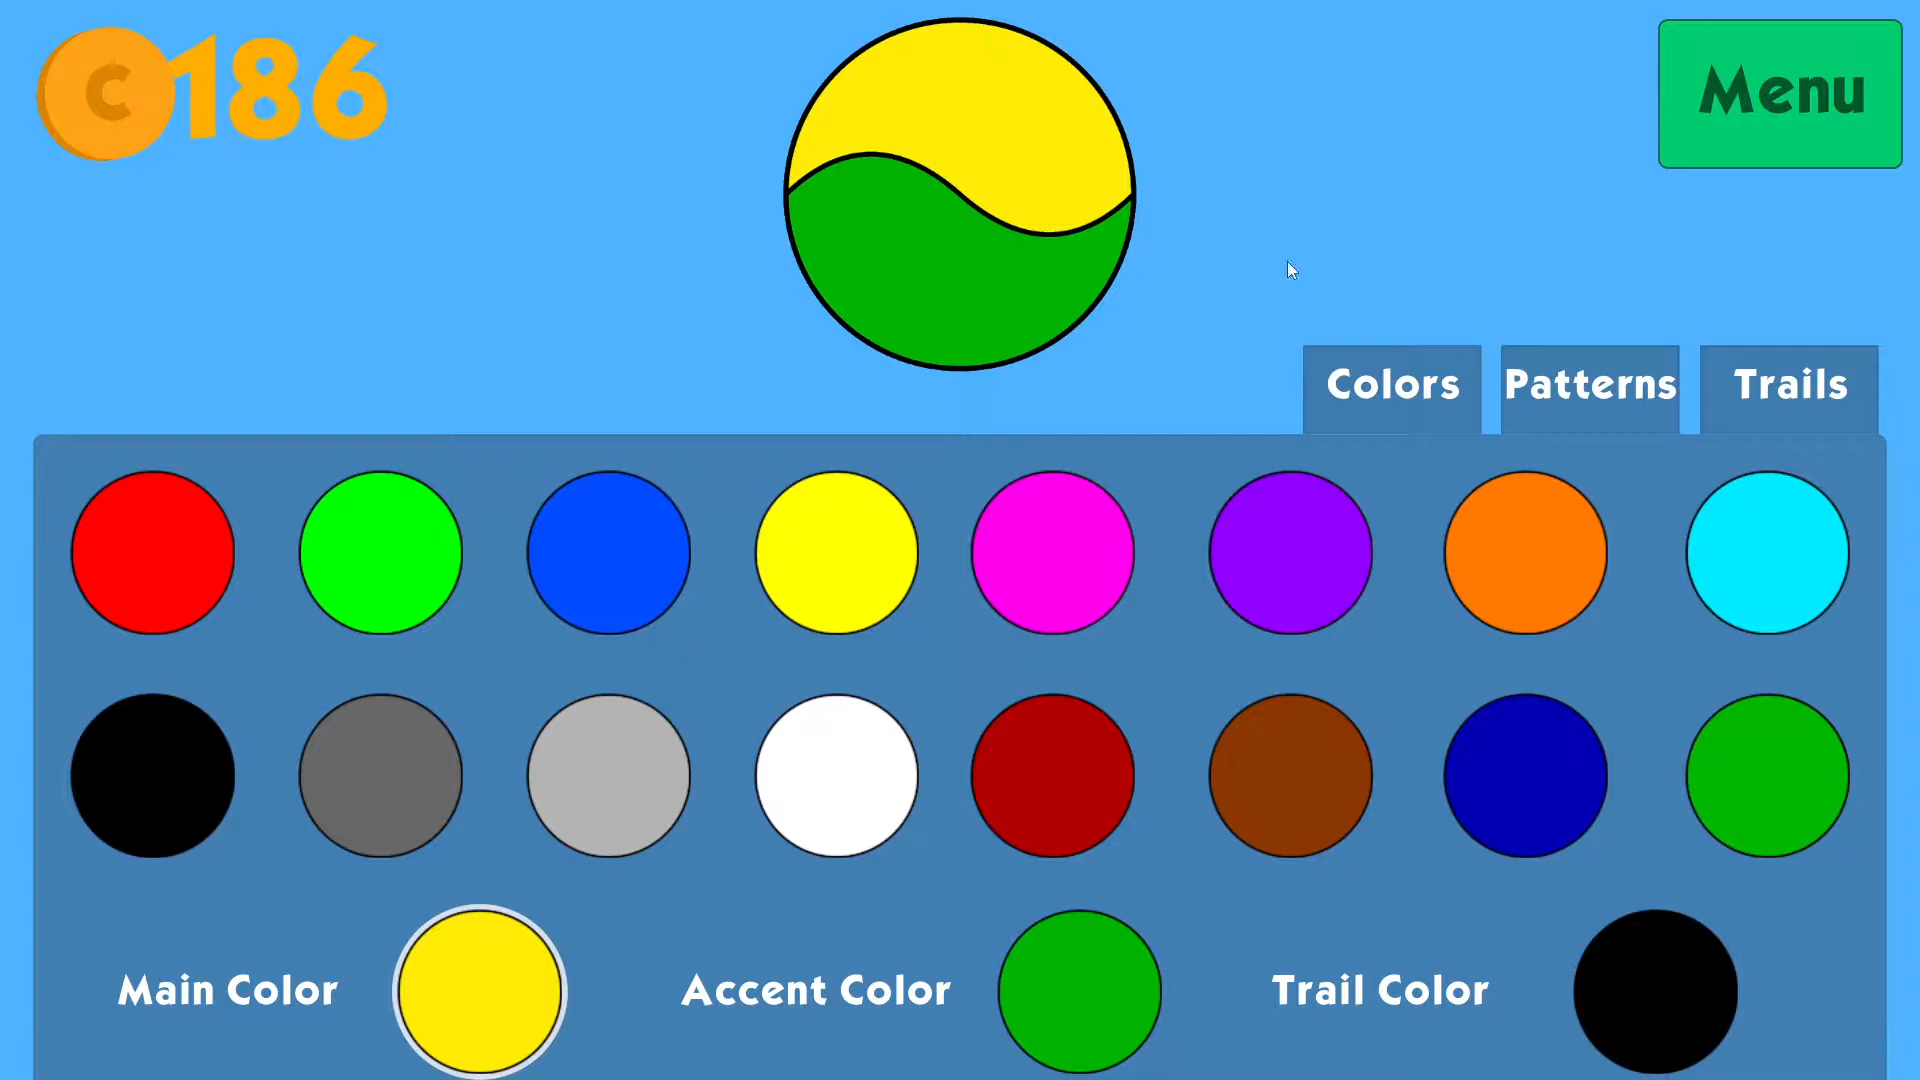 C 186
Menu
Colors Patterns Trails
Main Color Accent Color Trail Color